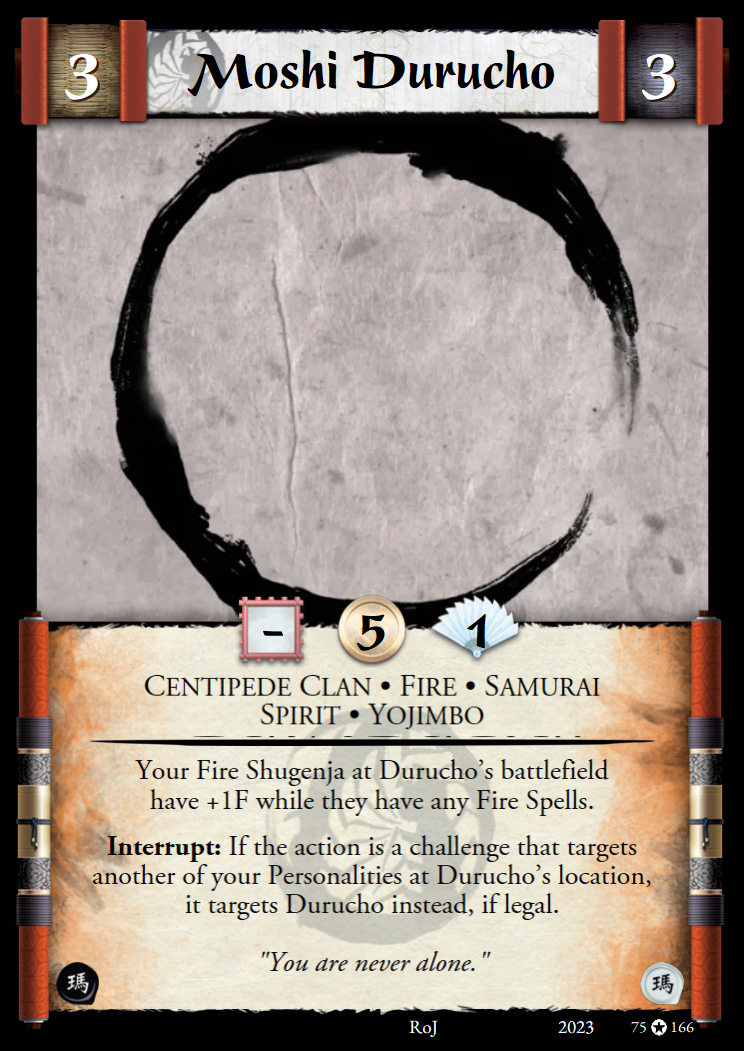 3 Moshi Durucho 3
- 5 1
Centipede Clan • Fire • Samurai
Spirit • Yojimbo
Your Fire Shugenja at Durucho's battlefield
have +1F while they have any Fire Spells.
Interrupt: If the action is a challenge that targets
another of your Personalities at Durucho's location,
it targets Durucho instead, if legal.
"You are never alone."
瑪 瑪
RoJ 2023 75 166